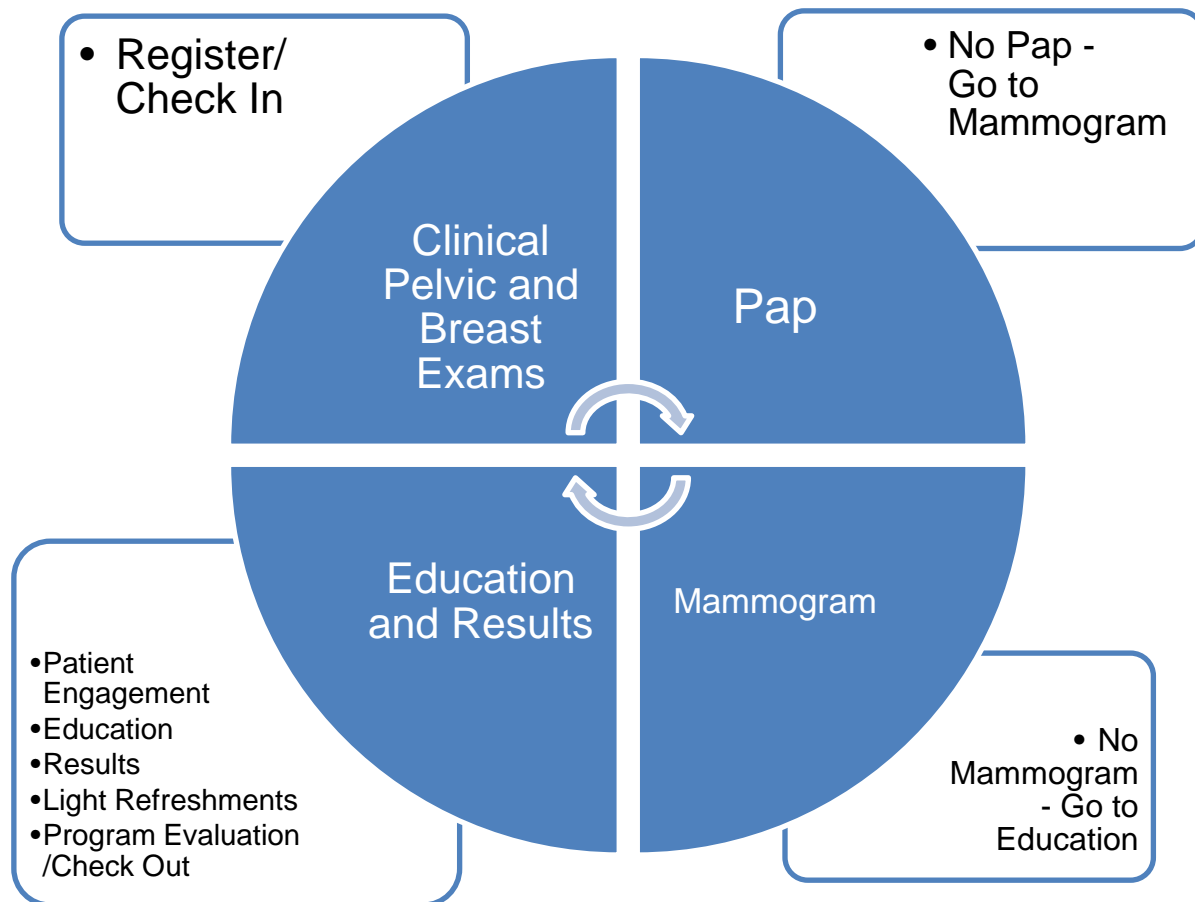 • Register/
Check In
• No Pap -
Go to
Mammogram
Clinical
Pelvic and
Breast
Exams
Pap
Education
and Results
Mammogram
•Patient
Engagement
•Education
•Results
•Light Refreshments
•Program Evaluation
/Check Out
• No
Mammogram
- Go to
Education